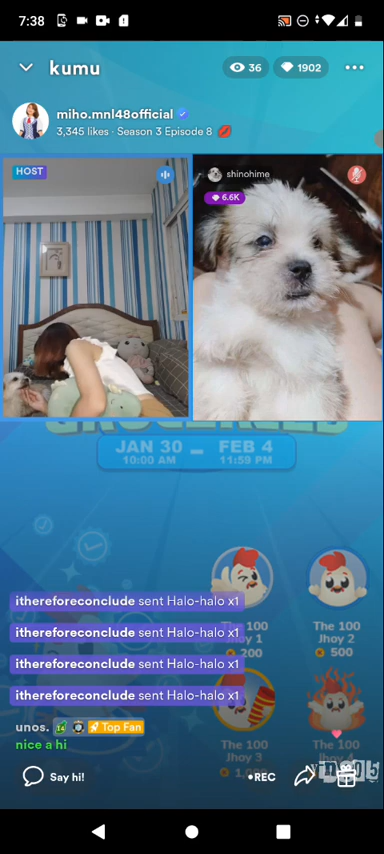 7:38
kumu
36
1902
miho.mnl48official
3,345 likes · Season 3 Episode 8
HOST
shinohime
6.6K
JAN 30 – FEB 4
10:00 AM
11:59 PM
ithereforeconclude sent Halo-halo x1
ithereforeconclude sent Halo-halo x1
ithereforeconclude sent Halo-halo x1
ithereforeconclude sent Halo-halo x1
The 100
Jhoy 1
200
The 100
Jhoy 2
500
The 100
Jhoy 3
The 100
Jhoy 4
unos. 14 Top Fan
nice a hi
Say hi!
•REC